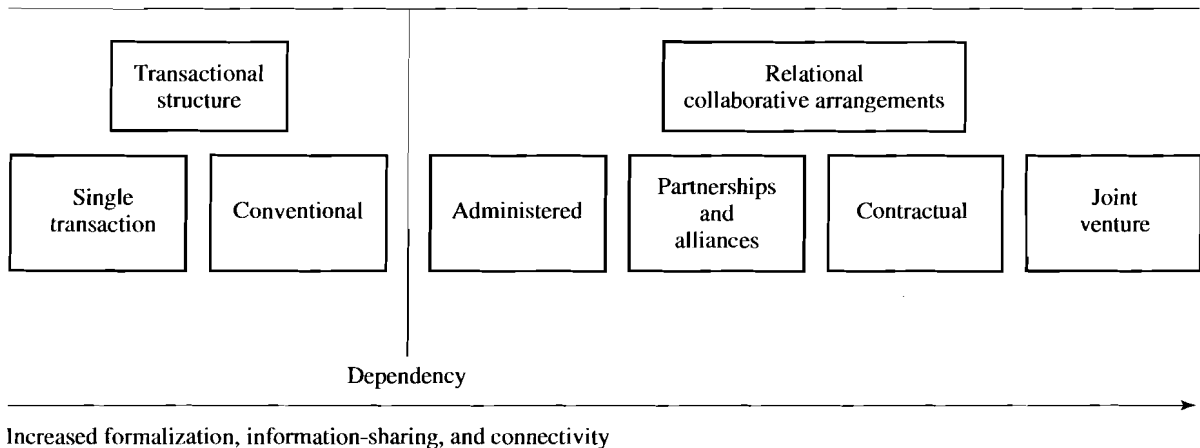 Transactional
structure
Relational
collaborative arrangements
Single
transaction
Conventional
Administered
Partnerships
and
alliances
Contractual
Joint
venture
Dependency
Increased formalization, information-sharing, and connectivity